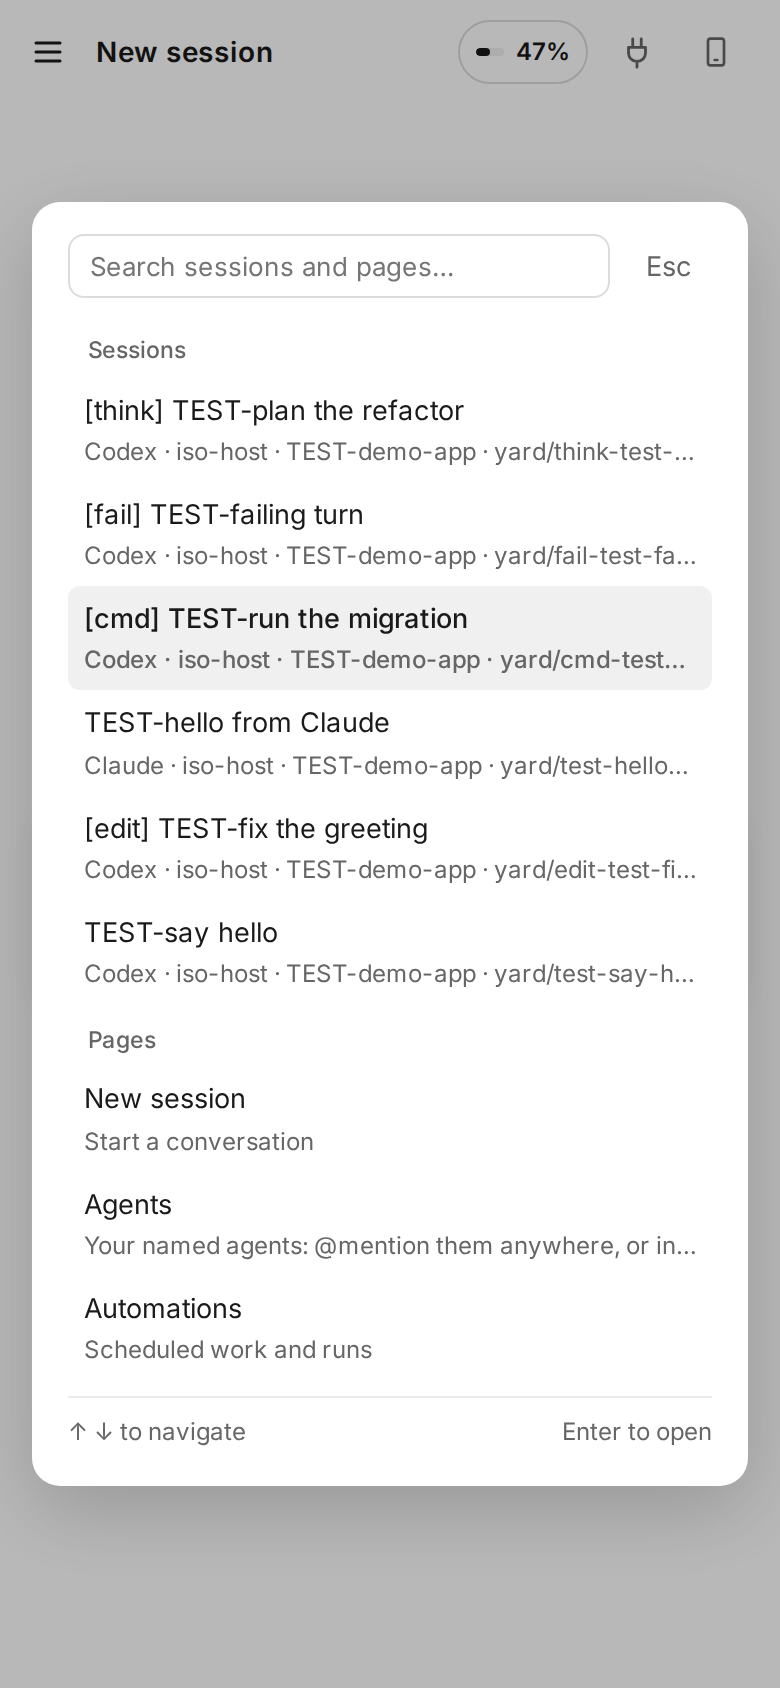 New session
47%
Search sessions and pages...
Esc
Sessions
[think] TEST-plan the refactor
Codex · iso-host · TEST-demo-app · yard/think-test-...
[fail] TEST-failing turn
Codex · iso-host · TEST-demo-app · yard/fail-test-fa...
[cmd] TEST-run the migration
Codex · iso-host · TEST-demo-app · yard/cmd-test...
TEST-hello from Claude
Claude · iso-host · TEST-demo-app · yard/test-hello...
[edit] TEST-fix the greeting
Codex · iso-host · TEST-demo-app · yard/edit-test-fi...
TEST-say hello
Codex · iso-host · TEST-demo-app · yard/test-say-h...
Pages
New session
Start a conversation
Agents
Your named agents: @mention them anywhere, or in...
Automations
Scheduled work and runs
↑ ↓ to navigate
Enter to open